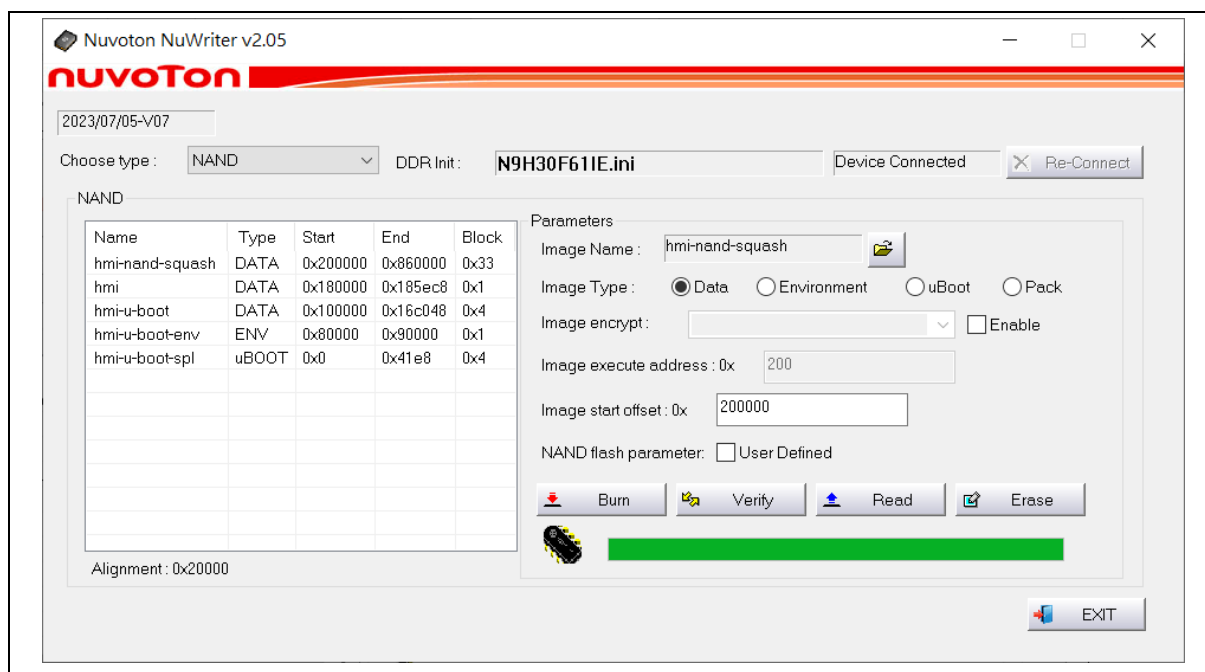 Nuvoton NuWriter v2.05
nuvoTon
2023/07/05-V07
Choose type : NAND DDR Init : N9H30F61IE.ini Device Connected Re-Connect
NAND
Name Type Start End Block
hmi-nand-squash DATA 0x200000 0x860000 0x33
hmi DATA 0x180000 0x185ec8 0x1
hmi-u-boot DATA 0x100000 0x16c048 0x4
hmi-u-boot-env ENV 0x80000 0x90000 0x1
hmi-u-boot-spl uBOOT 0x0 0x41e8 0x4
Alignment : 0x20000
Parameters
Image Name : hmi-nand-squash
Image Type : Data Environment uBoot Pack
Image encrypt : Enable
Image execute address : 0x 200
Image start offset : 0x 200000
NAND flash parameter: User Defined
Burn Verify Read Erase
EXIT